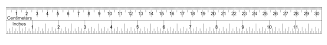 1 2 3 4 5 6 7 8 9 10 11 12 13 14 15 16 17 18 19 20 21 22 23 24 25 26 27 28 29 30
Centimeters
Inches
1 2 3 4 5 6 7 8 9 10 11